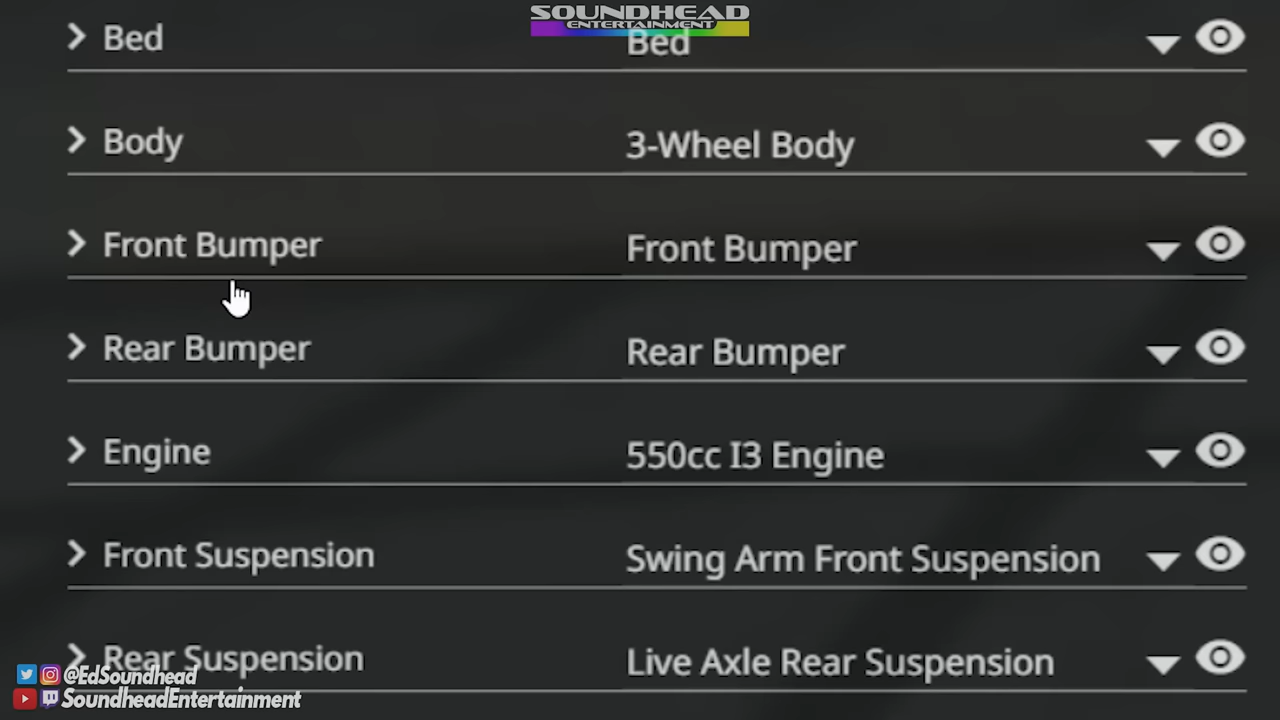 SOUNDHEAD
ENTERTAINMENT
Bed Bed
Body 3-Wheel Body
Front Bumper Front Bumper
Rear Bumper Rear Bumper
Engine 550cc I3 Engine
Front Suspension Swing Arm Front Suspension
Rear Suspension Live Axle Rear Suspension
@EdSoundhead
SoundheadEntertainment